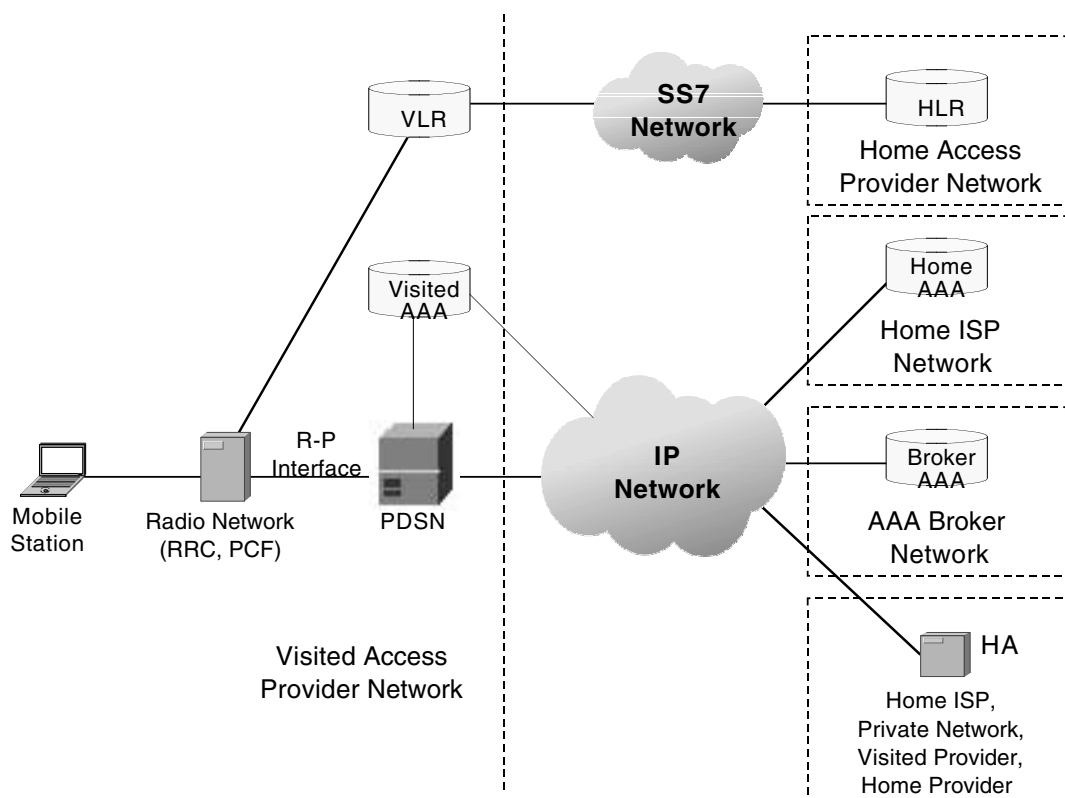 VLR
SS7
Network
HLR
Home Access
Provider Network
Visited
AAA
Home
AAA
Home ISP
Network
R-P
Interface
IP
Network
Broker
AAA
Mobile
Station
Radio Network
(RRC, PCF)
PDSN
AAA Broker
Network
Visited Access
Provider Network
HA
Home ISP,
Private Network,
Visited Provider,
Home Provider